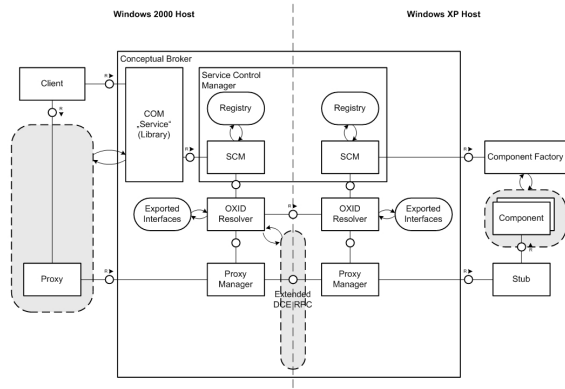 Windows 2000 Host
Windows XP Host
Conceptual Broker
Service Control
Manager
Client
R
R
COM
„Service“
(Library)
Registry
Registry
R
SCM
SCM
R
Component Factory
Exported
Interfaces
OXID
Resolver
R
OXID
Resolver
Exported
Interfaces
Component
R
Proxy
R
Proxy
Manager
R
Extended
DCE RPC
Proxy
Manager
R
Stub